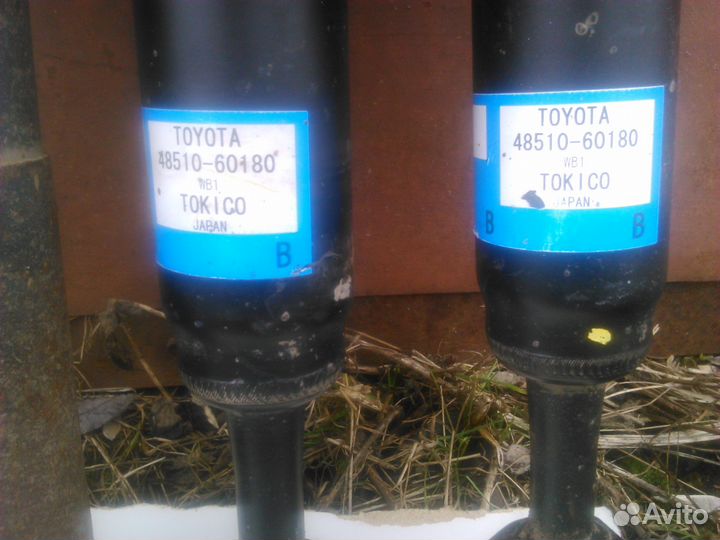 TOYOTA
48510-60180
WB1
TOKICO
JAPAN
B
TOYOTA
48510-60180
WB1
TOKICO
JAPAN
B
B
Avito